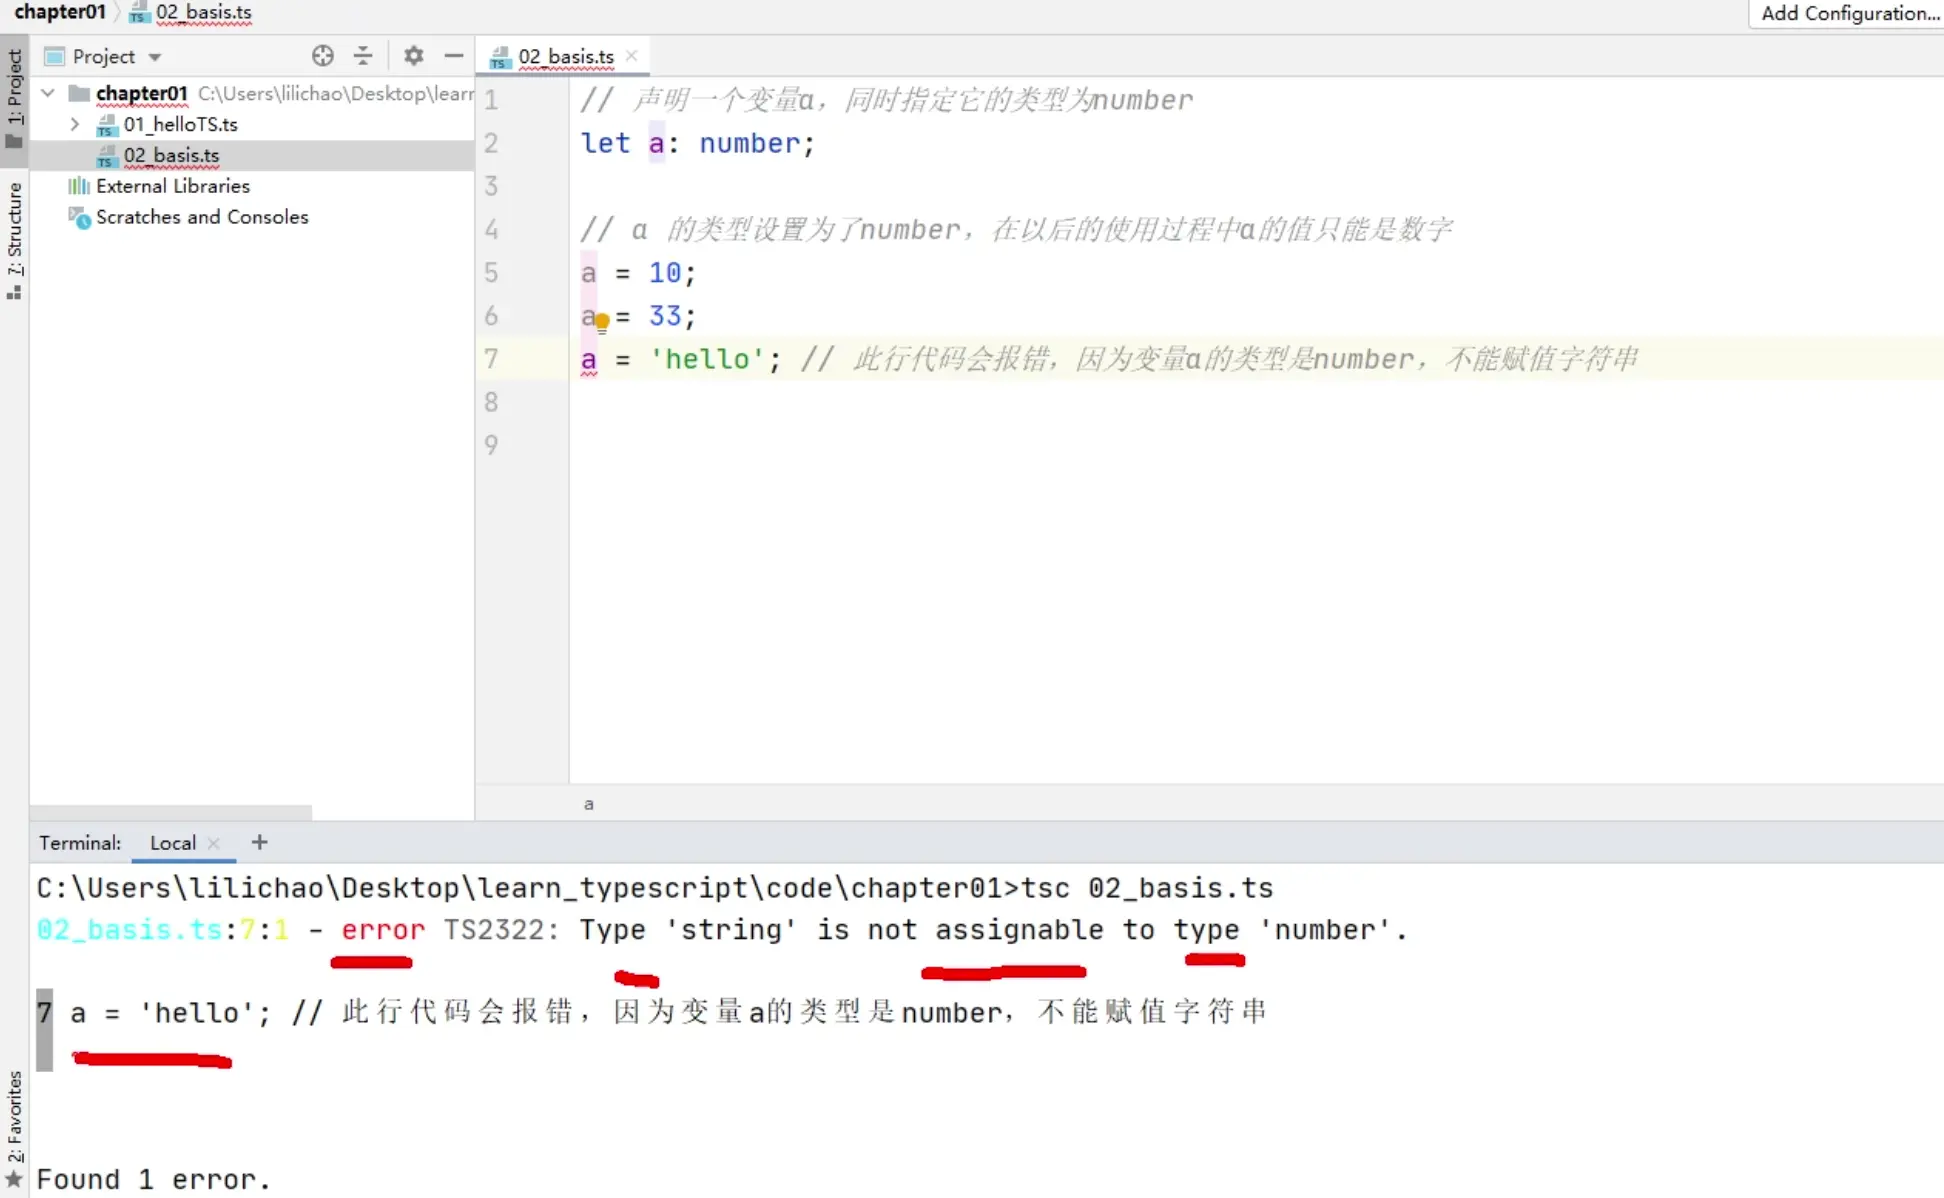 chapter01 02_basis.ts
Add Configuration...
1: Project
7: Structure
2: Favorites
Project
chapter01 C:\Users\lilichao\Desktop\learn
01_helloTS.ts
02_basis.ts
External Libraries
Scratches and Consoles
02_basis.ts
1 // 声明一个变量a，同时指定它的类型为number
2 let a: number;
3
4 // a 的类型设置为了number，在以后的使用过程中a的值只能是数字
5 a = 10;
6 a = 33;
7 a = 'hello'; // 此行代码会报错，因为变量a的类型是number，不能赋值字符串
8
9
a
Terminal: Local
C:\Users\lilichao\Desktop\learn_typescript\code\chapter01>tsc 02_basis.ts
02_basis.ts:7:1 - error TS2322: Type 'string' is not assignable to type 'number'.
7 a = 'hello'; // 此行代码会报错，因为变量a的类型是number，不能赋值字符串
Found 1 error.